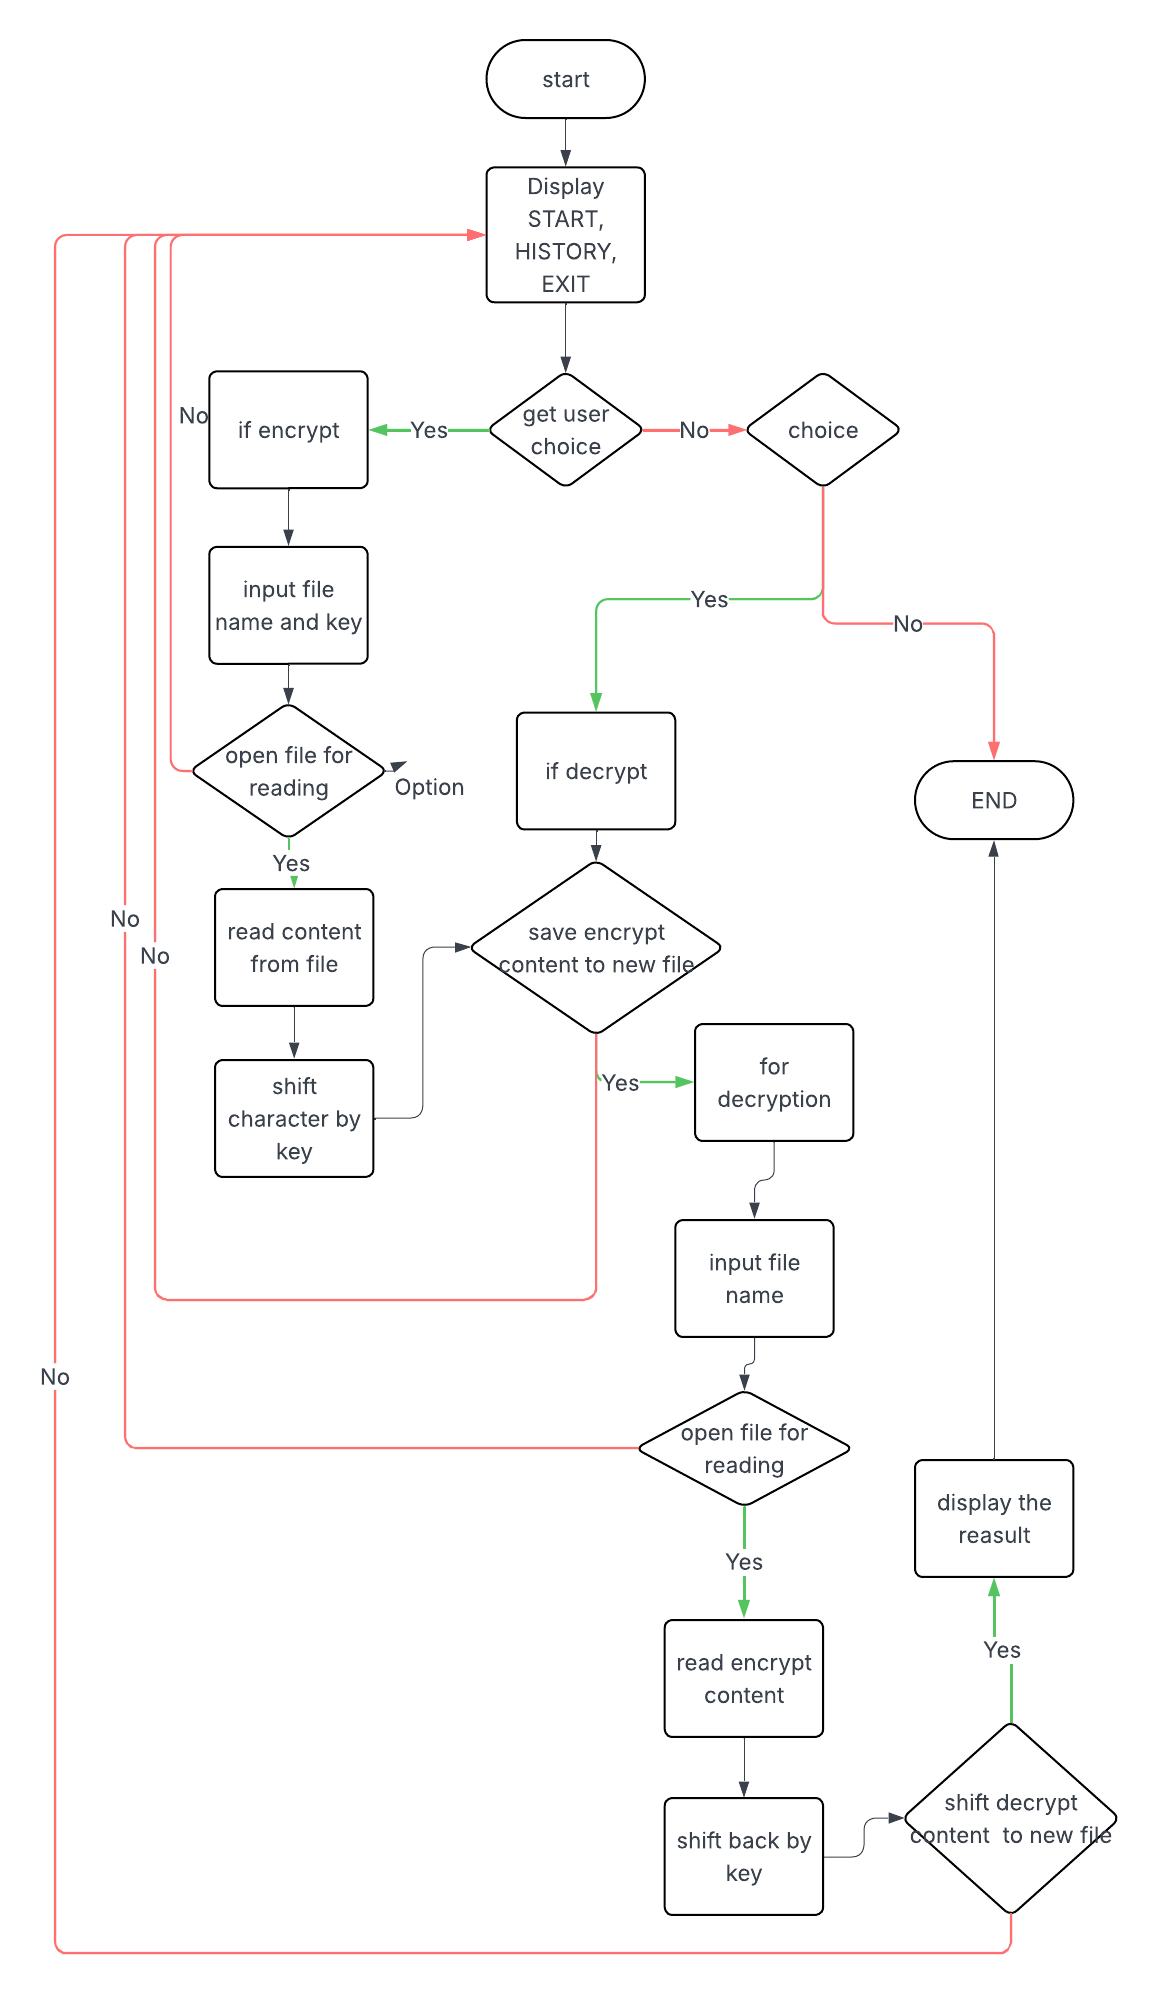 start
Display
START,
HISTORY,
EXIT
No
if encrypt
Yes
get user
choice
No
choice
input file
name and key
Yes
No
open file for
reading
Option
if decrypt
END
Yes
read content
from file
No
No
save encrypt
content to new file
shift
character by
key
Yes
for
decryption
input file
name
No
open file for
reading
display the
reasult
Yes
Yes
read encrypt
content
shift back by
key
shift decrypt
content  to new file